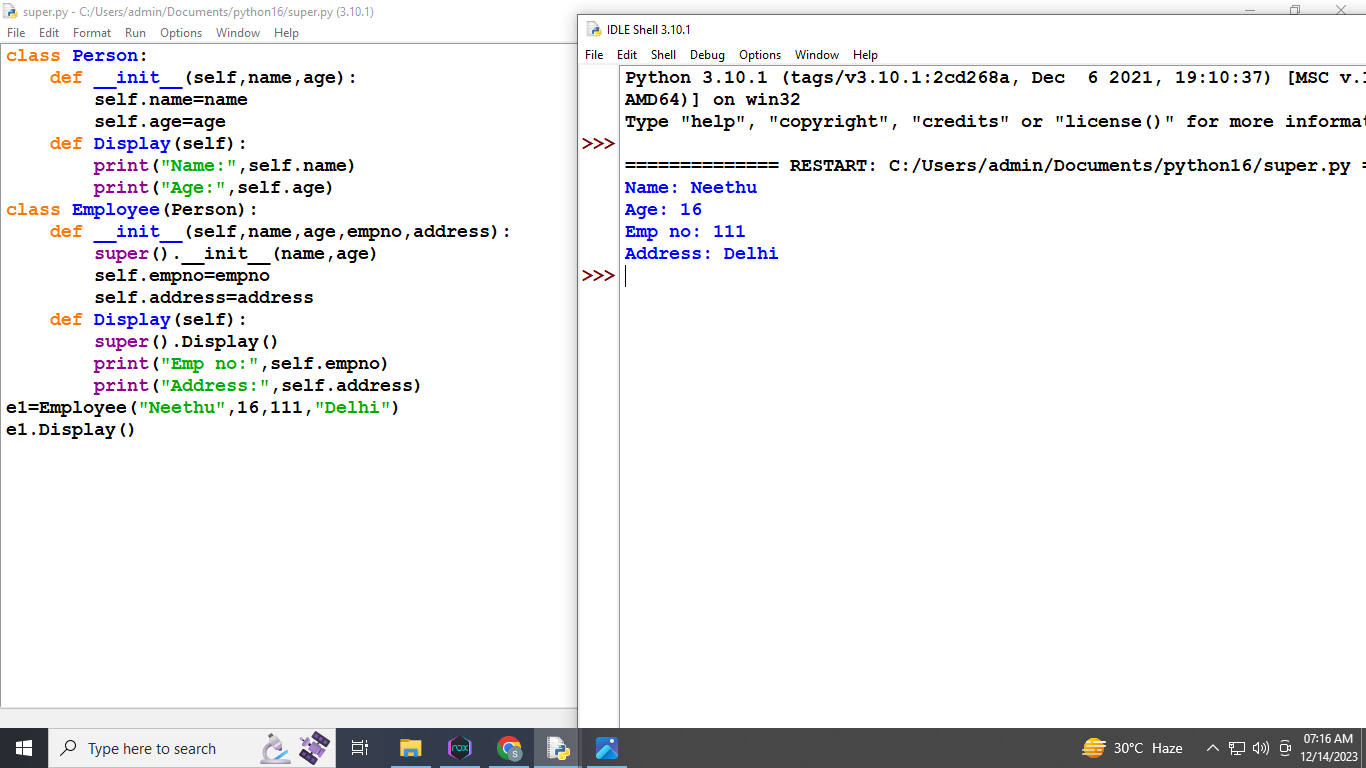 super.py - C:/Users/admin/Documents/python16/super.py (3.10.1)
File Edit Format Run Options Window Help
class Person:
    def __init__(self,name,age):
        self.name=name
        self.age=age
    def Display(self):
        print("Name:",self.name)
        print("Age:",self.age)
class Employee(Person):
    def __init__(self,name,age,empno,address):
        super().__init__(name,age)
        self.empno=empno
        self.address=address
    def Display(self):
        super().Display()
        print("Emp no:",self.empno)
        print("Address:",self.address)
e1=Employee("Neethu",16,111,"Delhi")
e1.Display()
IDLE Shell 3.10.1
File Edit Shell Debug Options Window Help
Python 3.10.1 (tags/v3.10.1:2cd268a, Dec  6 2021, 19:10:37) [MSC v.1
AMD64)] on win32
Type "help", "copyright", "credits" or "license()" for more informat
>>>
============== RESTART: C:/Users/admin/Documents/python16/super.py =
Name: Neethu
Age: 16
Emp no: 111
Address: Delhi
>>>
Type here to search
nox
S
30°C Haze
07:16 AM
12/14/2023